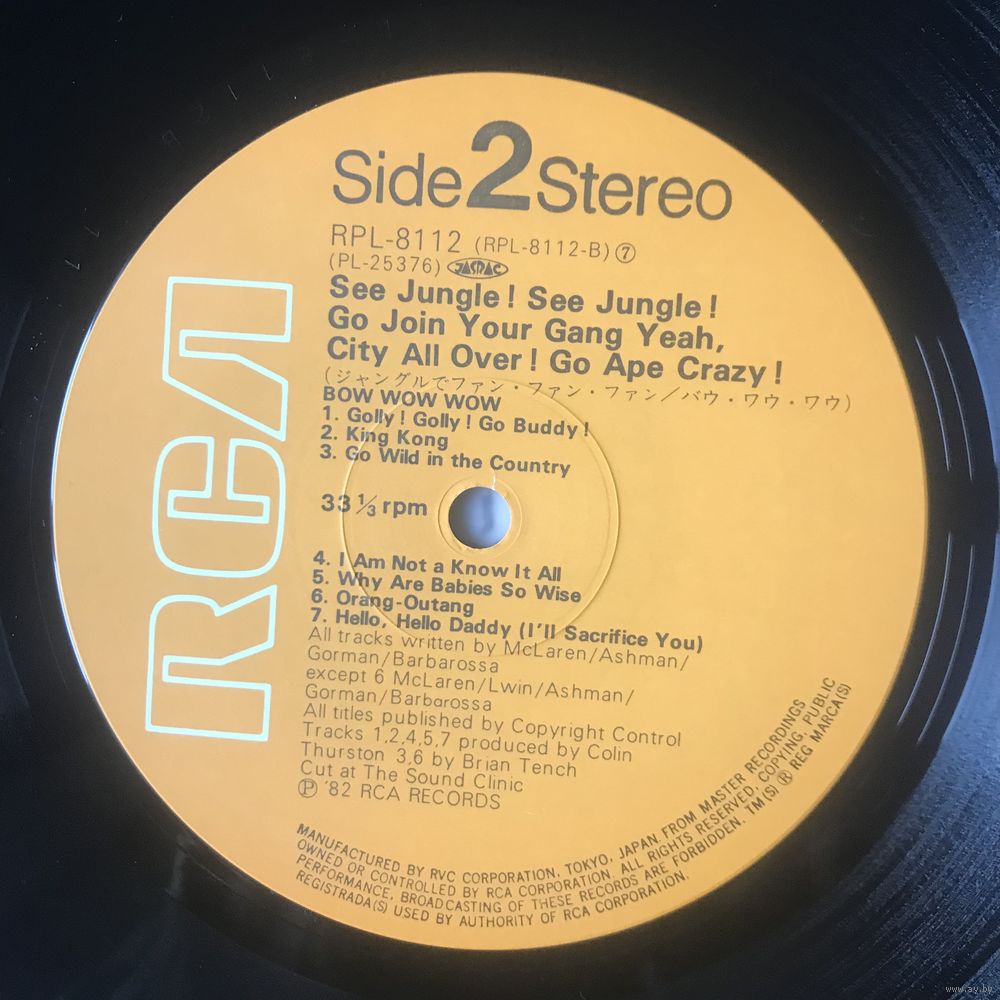 RCA
Side 2 Stereo
RPL-8112 (RPL-8112-B) ⑦
(PL-25376) JASRAC
See Jungle! See Jungle!
Go Join Your Gang Yeah,
City All Over! Go Ape Crazy!
(ジャングルでファン・ファン・ファン/バウ・ワウ・ワウ)
BOW WOW WOW
1. Golly! Golly! Go Buddy!
2. King Kong
3. Go Wild in the Country
33 1/3 rpm
4. I Am Not a Know It All
5. Why Are Babies So Wise
6. Orang-Outang
7. Hello, Hello Daddy (I'll Sacrifice You)
All tracks written by McLaren/Ashman/
Gorman/Barbarossa
except 6 McLaren/Lwin/Ashman/
Gorman/Barbarossa
All titles published by Copyright Control
Tracks 1,2,4,5,7 produced by Colin
Thurston 3,6 by Brian Tench
Cut at The Sound Clinic
Ⓟ '82 RCA RECORDS
MANUFACTURED BY RVC CORPORATION, TOKYO, JAPAN FROM MASTER RECORDINGS
OWNED OR CONTROLLED BY RCA CORPORATION. ALL RIGHTS RESERVED, COPYING, PUBLIC
PERFORMANCE, BROADCASTING OF THESE RECORDS ARE FORBIDDEN. TM(S) ® REG MARCA(S)
REGISTRADA(S) USED BY AUTHORITY OF RCA CORPORATION.
www.ay.by